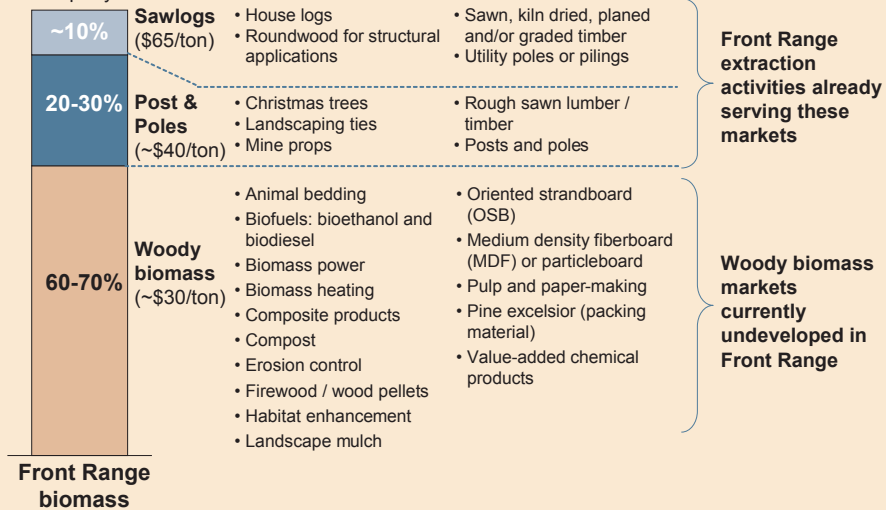 ~10%
Sawlogs
($65/ton)
• House logs
• Roundwood for structural
applications
• Sawn, kiln dried, planed
and/or graded timber
• Utility poles or pilings
20-30%
Post &
Poles
(~$40/ton)
• Christmas trees
• Landscaping ties
• Mine props
• Rough sawn lumber /
timber
• Posts and poles
Front Range
extraction
activities already
serving these
markets
60-70%
Woody
biomass
(~$30/ton)
• Animal bedding
• Biofuels: bioethanol and
biodiesel
• Biomass power
• Biomass heating
• Composite products
• Compost
• Erosion control
• Firewood / wood pellets
• Habitat enhancement
• Landscape mulch
• Oriented strandboard
(OSB)
• Medium density fiberboard
(MDF) or particleboard
• Pulp and paper-making
• Pine excelsior (packing
material)
• Value-added chemical
products
Woody biomass
markets
currently
undeveloped in
Front Range
Front Range
biomass